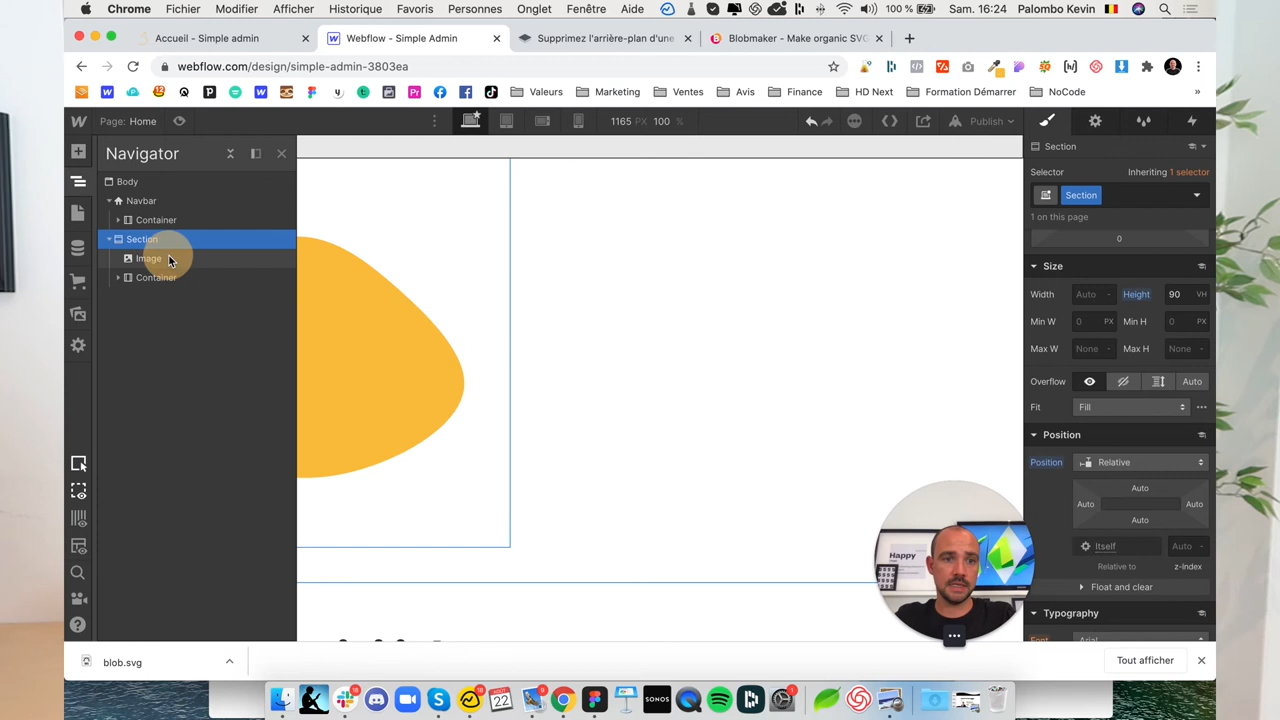 Chrome Fichier Modifier Afficher Historique Favoris Personnes Onglet Fenêtre Aide 100 % Sam. 16:24 Palombo Kevin
Accueil - Simple admin
Webflow - Simple Admin
Supprimez l'arrière-plan d'une
Blobmaker - Make organic SVG
webflow.com/design/simple-admin-3803ea
Valeurs Marketing Ventes Avis Finance HD Next Formation Démarrer NoCode »
Page: Home
1165 PX 100 %
Publish
Navigator
Body
Navbar
Container
Section
Image
Container
Section
Selector Inheriting 1 selector
Section
1 on this page
0
Size
Width Auto - Height 90 VH
Min W 0 PX Min H 0 PX
Max W None - Max H None -
Overflow Auto
Fit Fill
Position
Position Relative
Auto
Auto Auto
Auto
Itself Auto -
Relative to z-Index
Float and clear
Typography
Font Arial
Happy
blob.svg
Tout afficher